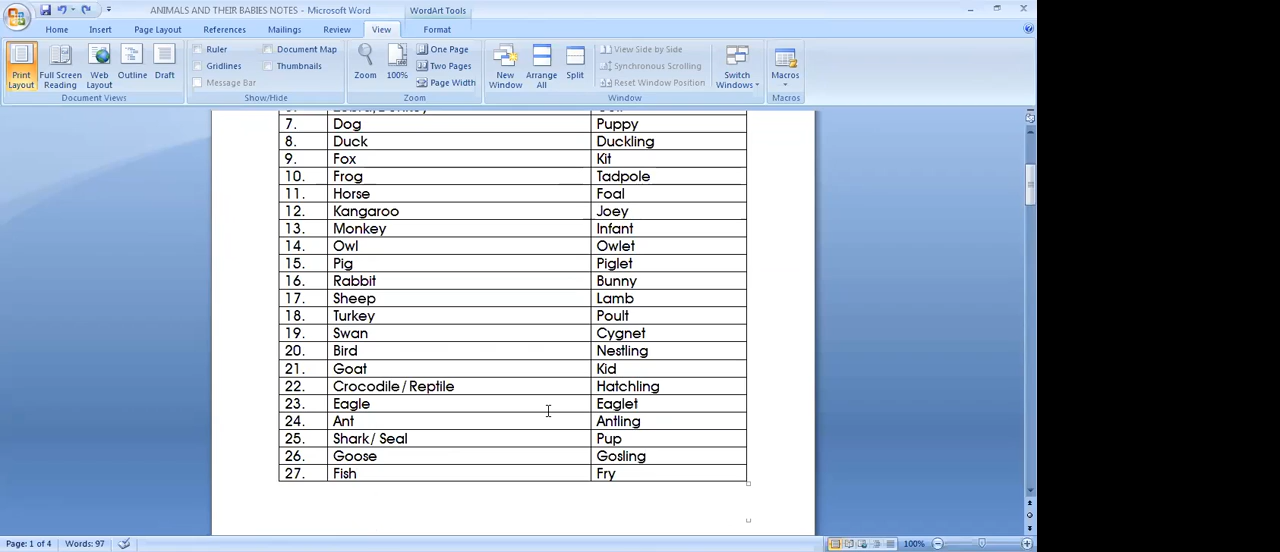 ANIMALS AND THEIR BABIES NOTES - Microsoft Word
WordArt Tools
Home Insert Page Layout References Mailings Review View Format
Print Layout
Full Screen Reading
Web Layout
Outline
Draft
Document Views
Ruler
Gridlines
Message Bar
Document Map
Thumbnails
Show/Hide
Zoom
100%
One Page
Two Pages
Page Width
Zoom
New Window
Arrange All
Split
View Side by Side
Synchronous Scrolling
Reset Window Position
Window
Switch Windows
Macros
Macros
7. Dog Puppy
8. Duck Duckling
9. Fox Kit
10. Frog Tadpole
11. Horse Foal
12. Kangaroo Joey
13. Monkey Infant
14. Owl Owlet
15. Pig Piglet
16. Rabbit Bunny
17. Sheep Lamb
18. Turkey Poult
19. Swan Cygnet
20. Bird Nestling
21. Goat Kid
22. Crocodile/ Reptile Hatchling
23. Eagle Eaglet
24. Ant Antling
25. Shark/ Seal Pup
26. Goose Gosling
27. Fish Fry
Page: 1 of 4 Words: 97 100%